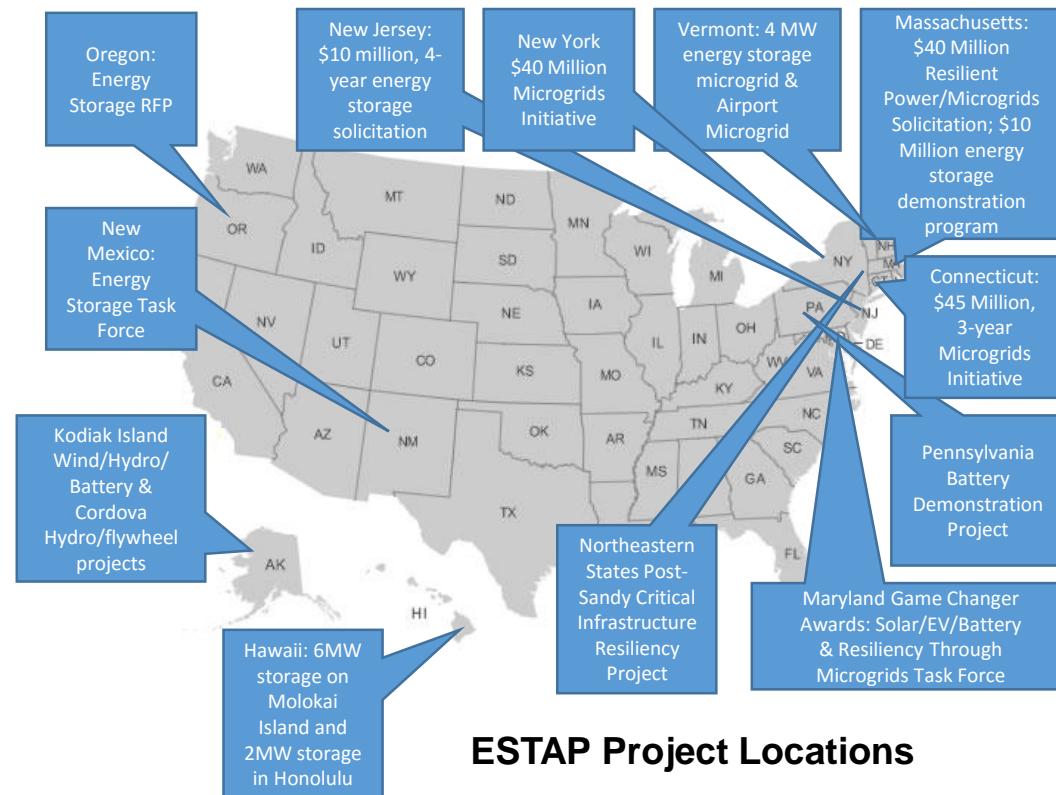 Oregon:
Energy
Storage RFP
New Jersey:
$10 million, 4-
year energy
storage
solicitation
New York
$40 Million
Microgrids
Initiative
Vermont: 4 MW
energy storage
microgrid &
Airport
Microgrid
Massachusetts:
$40 Million
Resilient
Power/Microgrids
Solicitation; $10
Million energy
storage
demonstration
program
New
Mexico:
Energy
Storage Task
Force
Connecticut:
$45 Million,
3-year
Microgrids
Initiative
Kodiak Island
Wind/Hydro/
Battery &
Cordova
Hydro/flywheel
projects
Pennsylvania
Battery
Demonstration
Project
Northeastern
States Post-
Sandy Critical
Infrastructure
Resiliency
Project
Maryland Game Changer
Awards: Solar/EV/Battery
& Resiliency Through
Microgrids Task Force
Hawaii: 6MW
storage on
Molokai
Island and
2MW storage
in Honolulu
WA
MT
ND
MN
OR
ID
WY
SD
WI
MI
NY
NH
NV
UT
CO
NE
IA
IL
IN
OH
PA
NJ
DE
CA
KS
MO
KY
WV
VA
AZ
NM
OK
AR
TN
NC
SC
MS
GA
TX
FL
AK
HI
ESTAP Project Locations